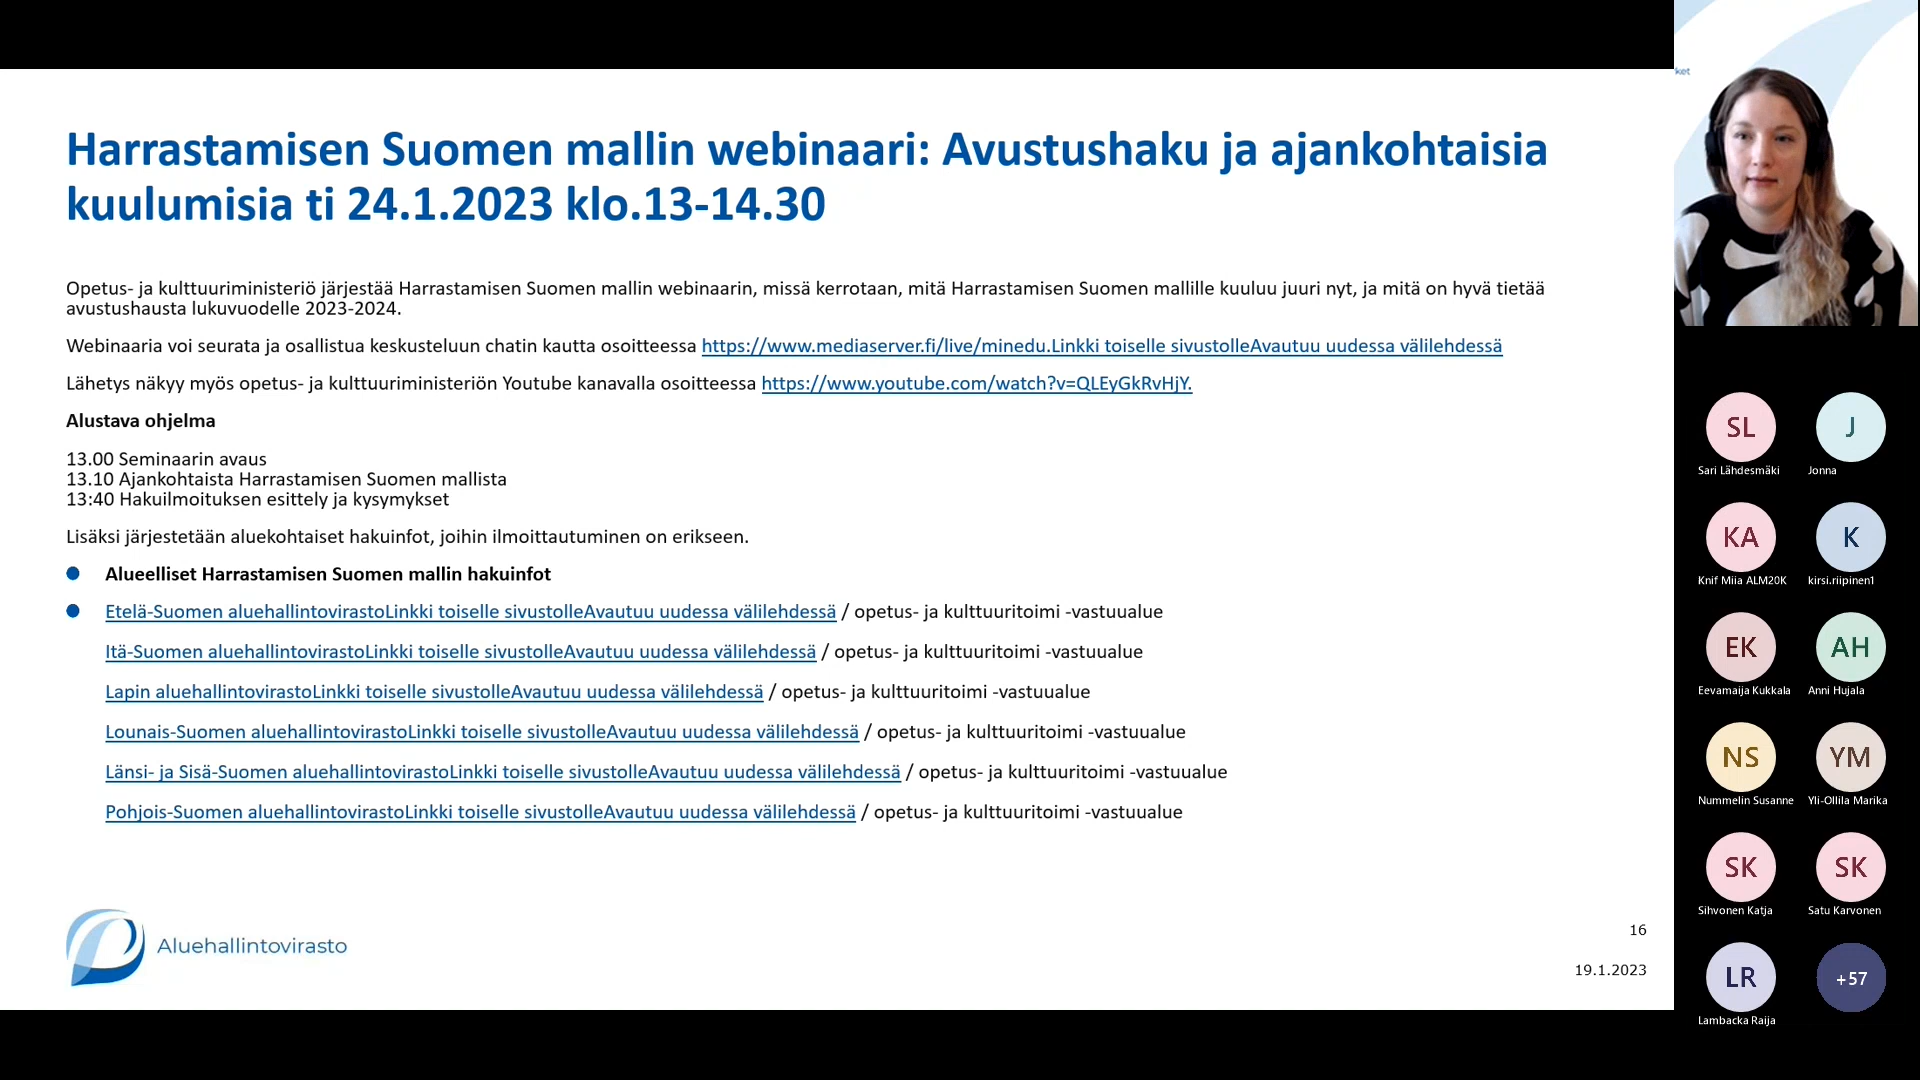 Harrastamisen Suomen mallin webinaari: Avustushaku ja ajankohtaisia
kuulumisia ti 24.1.2023 klo.13-14.30
Opetus- ja kulttuuriministeriö järjestää Harrastamisen Suomen mallin webinaarin, missä kerrotaan, mitä Harrastamisen Suomen mallille kuuluu juuri nyt, ja mitä on hyvä tietää
avustushausta lukuvuodelle 2023-2024.
Webinaaria voi seurata ja osallistua keskusteluun chatin kautta osoitteessa https://www.mediaserver.fi/live/minedu.Linkki toiselle sivustolleAvautuu uudessa välilehdessä
Lähetys näkyy myös opetus- ja kulttuuriministeriön Youtube kanavalla osoitteessa https://www.youtube.com/watch?v=QLEyGkRvHjY.
Alustava ohjelma
13.00 Seminaarin avaus
13.10 Ajankohtaista Harrastamisen Suomen mallista
13:40 Hakuilmoituksen esittely ja kysymykset
Lisäksi järjestetään aluekohtaiset hakuinfot, joihin ilmoittautuminen on erikseen.
Alueelliset Harrastamisen Suomen mallin hakuinfot
Etelä-Suomen aluehallintovirastoLinkki toiselle sivustolleAvautuu uudessa välilehdessä / opetus- ja kulttuuritoimi -vastuualue
Itä-Suomen aluehallintovirastoLinkki toiselle sivustolleAvautuu uudessa välilehdessä / opetus- ja kulttuuritoimi -vastuualue
Lapin aluehallintovirastoLinkki toiselle sivustolleAvautuu uudessa välilehdessä / opetus- ja kulttuuritoimi -vastuualue
Lounais-Suomen aluehallintovirastoLinkki toiselle sivustolleAvautuu uudessa välilehdessä / opetus- ja kulttuuritoimi -vastuualue
Länsi- ja Sisä-Suomen aluehallintovirastoLinkki toiselle sivustolleAvautuu uudessa välilehdessä / opetus- ja kulttuuritoimi -vastuualue
Pohjois-Suomen aluehallintovirastoLinkki toiselle sivustolleAvautuu uudessa välilehdessä / opetus- ja kulttuuritoimi -vastuualue
Aluehallintovirasto
16
19.1.2023
ket
SL J
Sari Lähdesmäki Jonna
KA K
Knif Miia ALM20K kirsi.riipinen1
EK AH
Eevamaija Kukkala Anni Hujala
NS YM
Nummelin Susanne Yli-Ollila Marika
SK SK
Sihvonen Katja Satu Karvonen
LR +57
Lambacka Raija